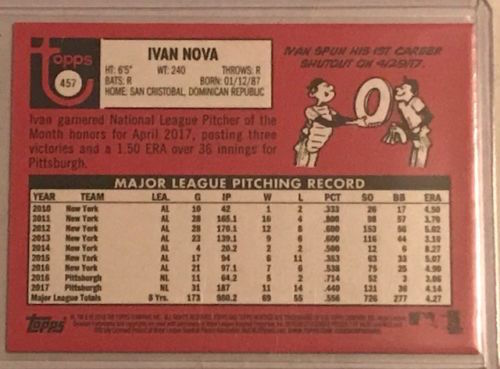 topps
457
IVAN NOVA
HT: 6'5" WT: 240 THROWS: R
BATS: R BORN: 01/12/87
HOME: SAN CRISTOBAL, DOMINICAN REPUBLIC
IVAN SPUN HIS 1ST CAREER
SHUTOUT ON 4/29/17.
Ivan garnered National League Pitcher of the
Month honors for April 2017, posting three
victories and a 1.50 ERA over 36 innings for
Pittsburgh.
MAJOR LEAGUE PITCHING RECORD
YEAR TEAM LEA. G IP W L PCT SO BB ERA
2010 New York AL 10 42 1 2 .333 26 17 4.50
2011 New York AL 28 165.1 16 4 .800 98 57 3.70
2012 New York AL 28 170.1 12 8 .600 153 56 5.02
2013 New York AL 23 139.1 9 6 .600 116 44 3.10
2014 New York AL 4 20.2 2 2 .500 12 6 8.27
2015 New York AL 17 94 6 11 .353 63 33 5.07
2016 New York AL 21 97.1 7 6 .538 75 25 4.90
2016 Pittsburgh NL 11 64.2 5 2 .714 52 3 3.06
2017 Pittsburgh NL 31 187 11 14 .440 131 36 4.14
Major League Totals 8 Yrs. 173 980.2 69 55 .556 726 277 4.27
Topps